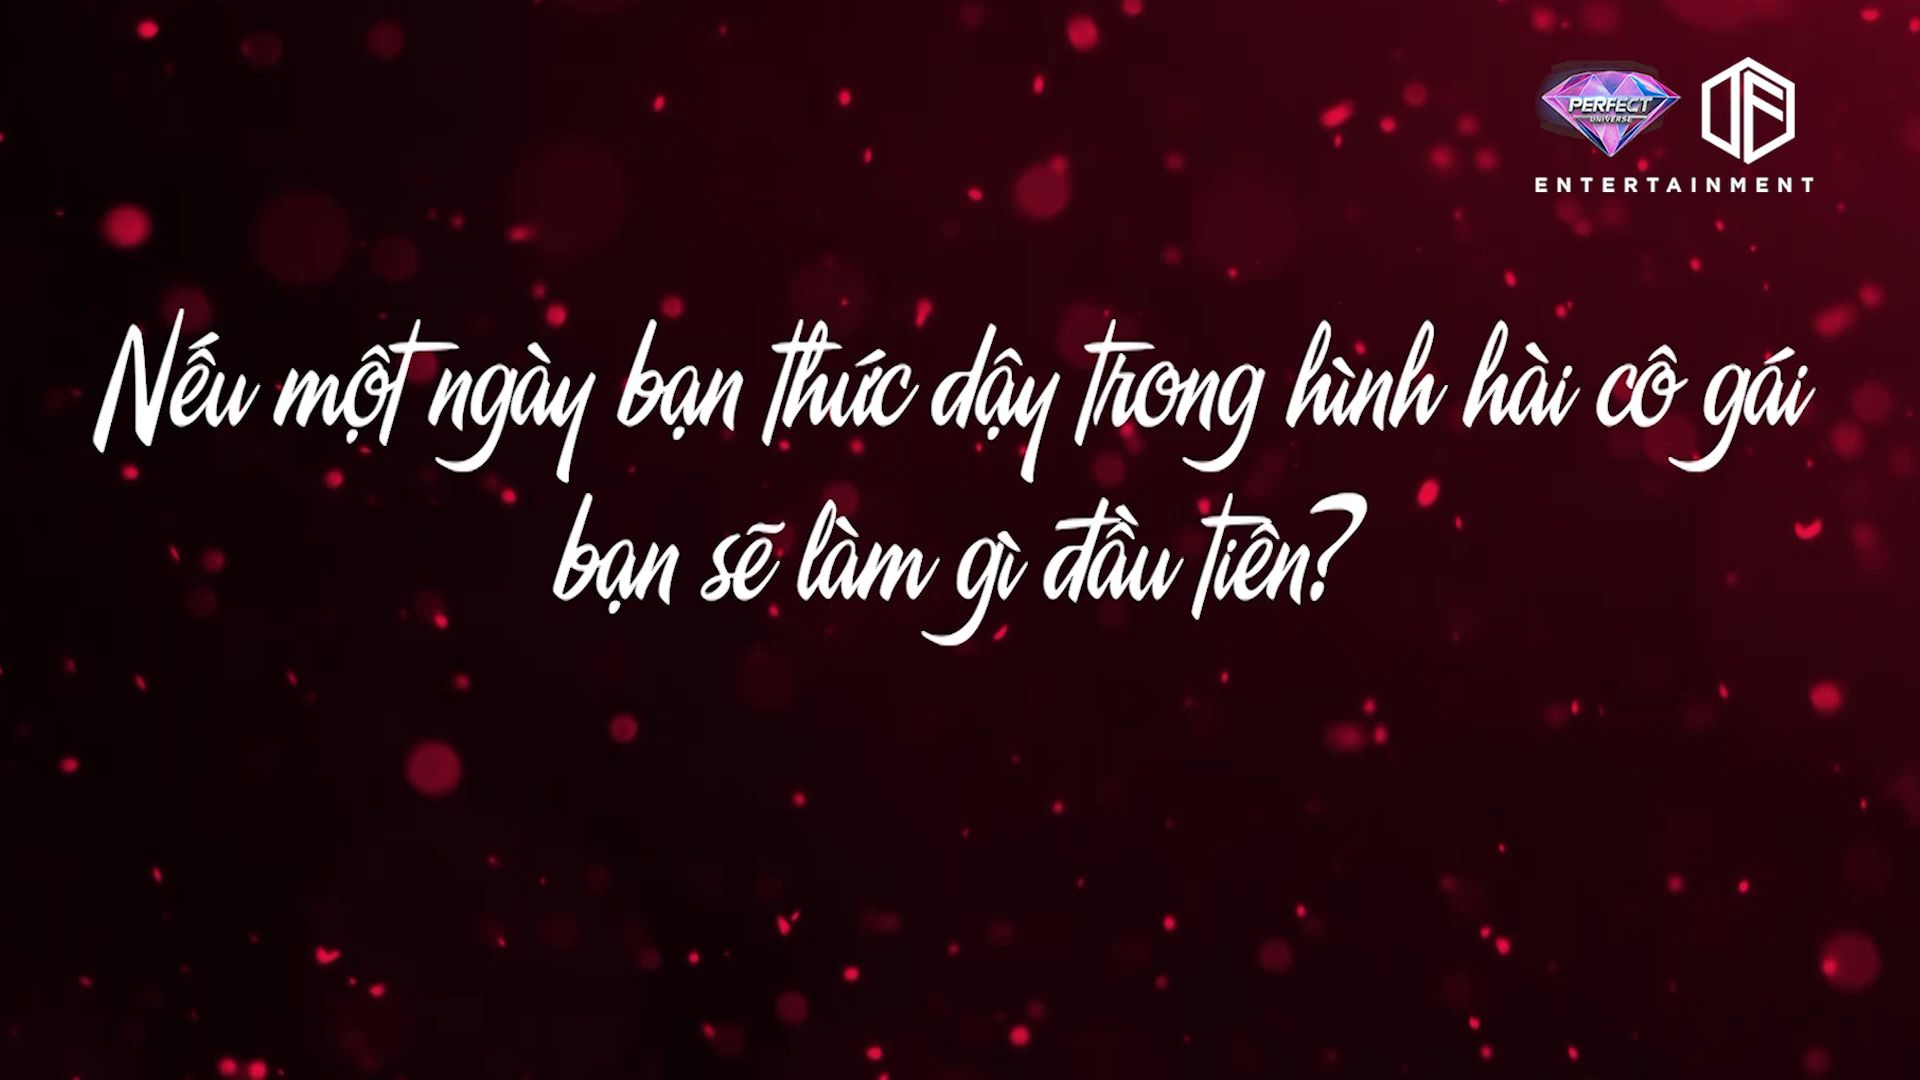 PERFECT
UNIVERSE
ENTERTAINMENT
Nếu một ngày bạn thức dậy trong hình hài cô gái
bạn sẽ làm gì đầu tiên?